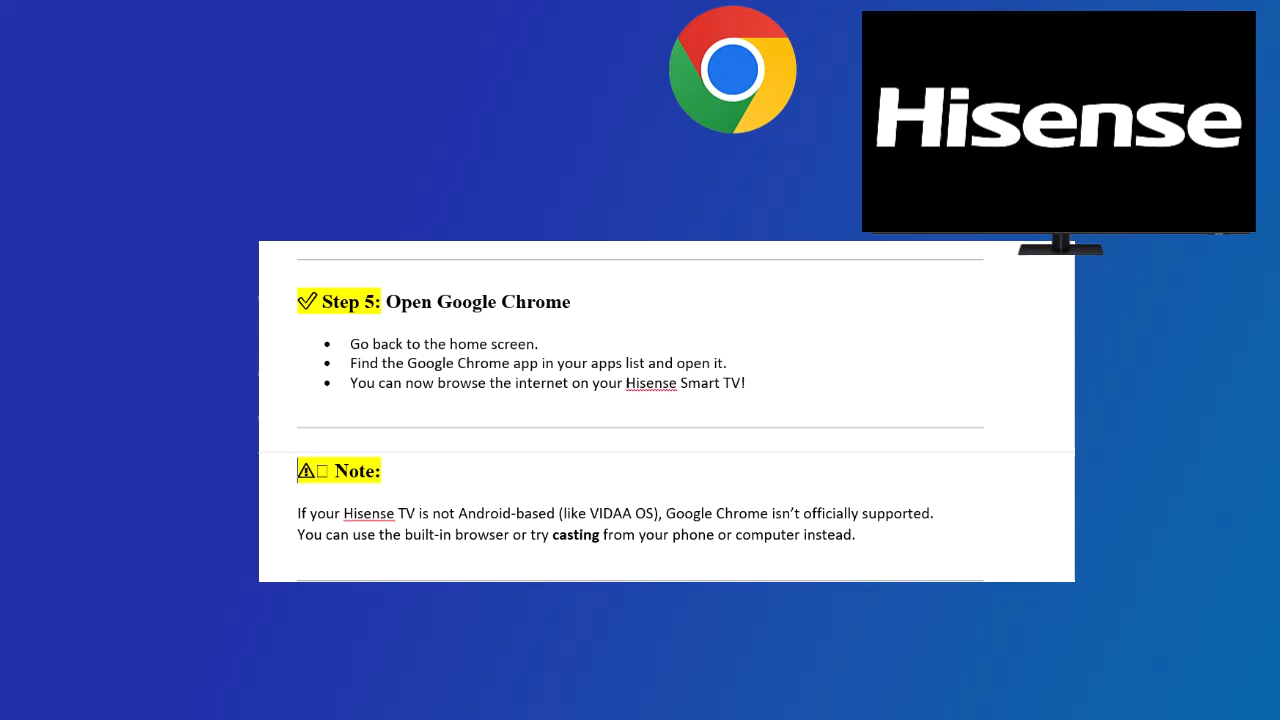 Hisense
✅ Step 5: Open Google Chrome
• Go back to the home screen.
• Find the Google Chrome app in your apps list and open it.
• You can now browse the internet on your Hisense Smart TV!
⚠□ Note:
If your Hisense TV is not Android-based (like VIDAA OS), Google Chrome isn’t officially supported.
You can use the built-in browser or try casting from your phone or computer instead.